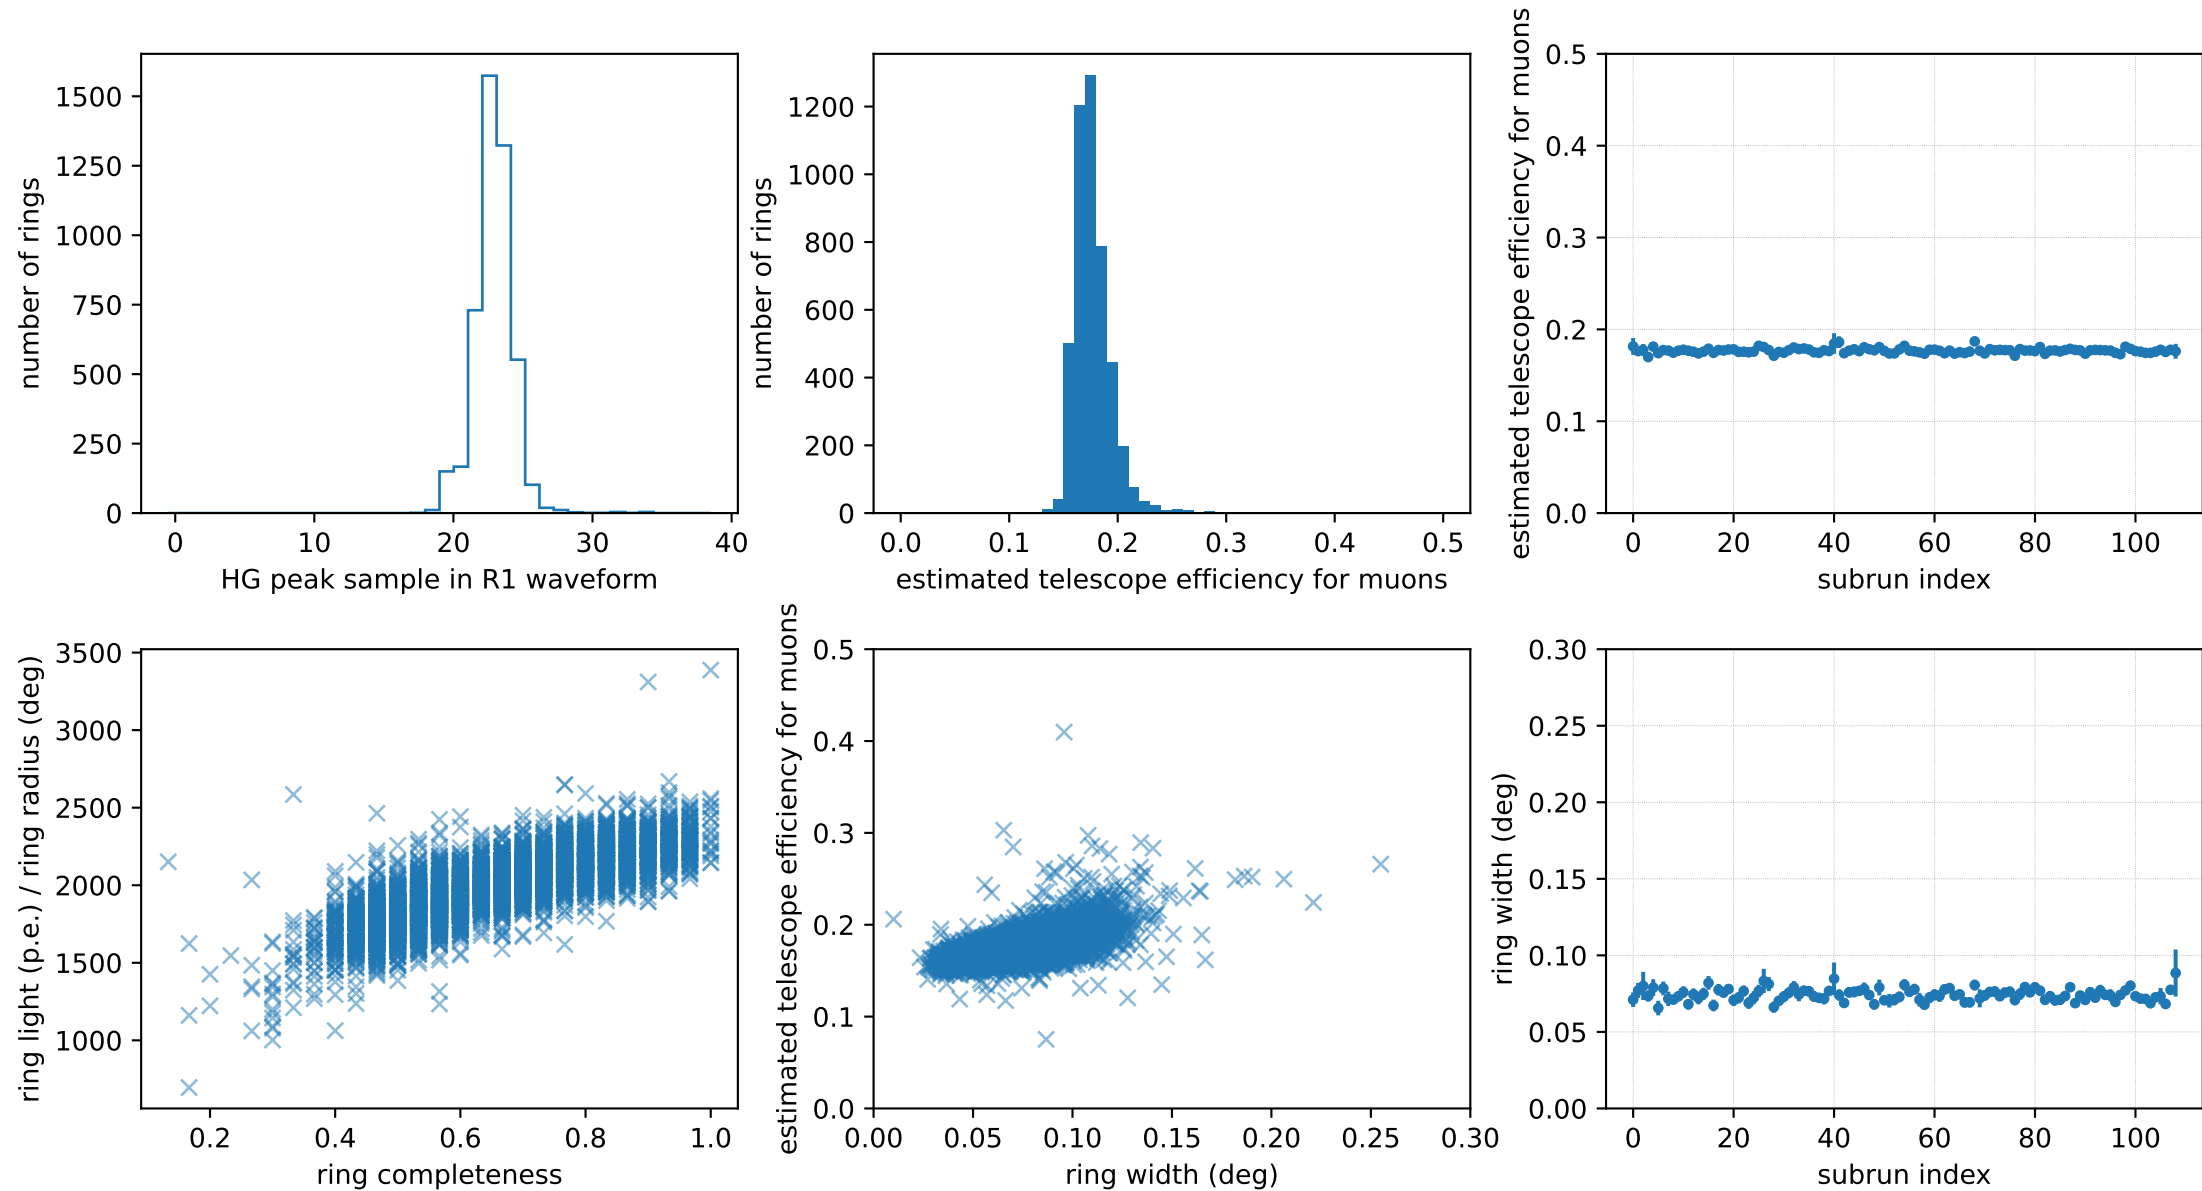 number of rings
1500
1250
1000
750
500
250
0
0 10 20 30 40
HG peak sample in R1 waveform
number of rings
1200
1000
800
600
400
200
0
0.0 0.1 0.2 0.3 0.4 0.5
estimated telescope efficiency for muons
estimated telescope efficiency for muons
0.5
0.4
0.3
0.2
0.1
0.0
0 20 40 60 80 100
subrun index
ring light (p.e.) / ring radius (deg)
3500
3000
2500
2000
1500
1000
0.2 0.4 0.6 0.8 1.0
ring completeness
estimated telescope efficiency for muons
0.5
0.4
0.3
0.2
0.1
0.0
0.00 0.05 0.10 0.15 0.20 0.25 0.30
ring width (deg)
ring width (deg)
0.30
0.25
0.20
0.15
0.10
0.05
0.00
0 20 40 60 80 100
subrun index